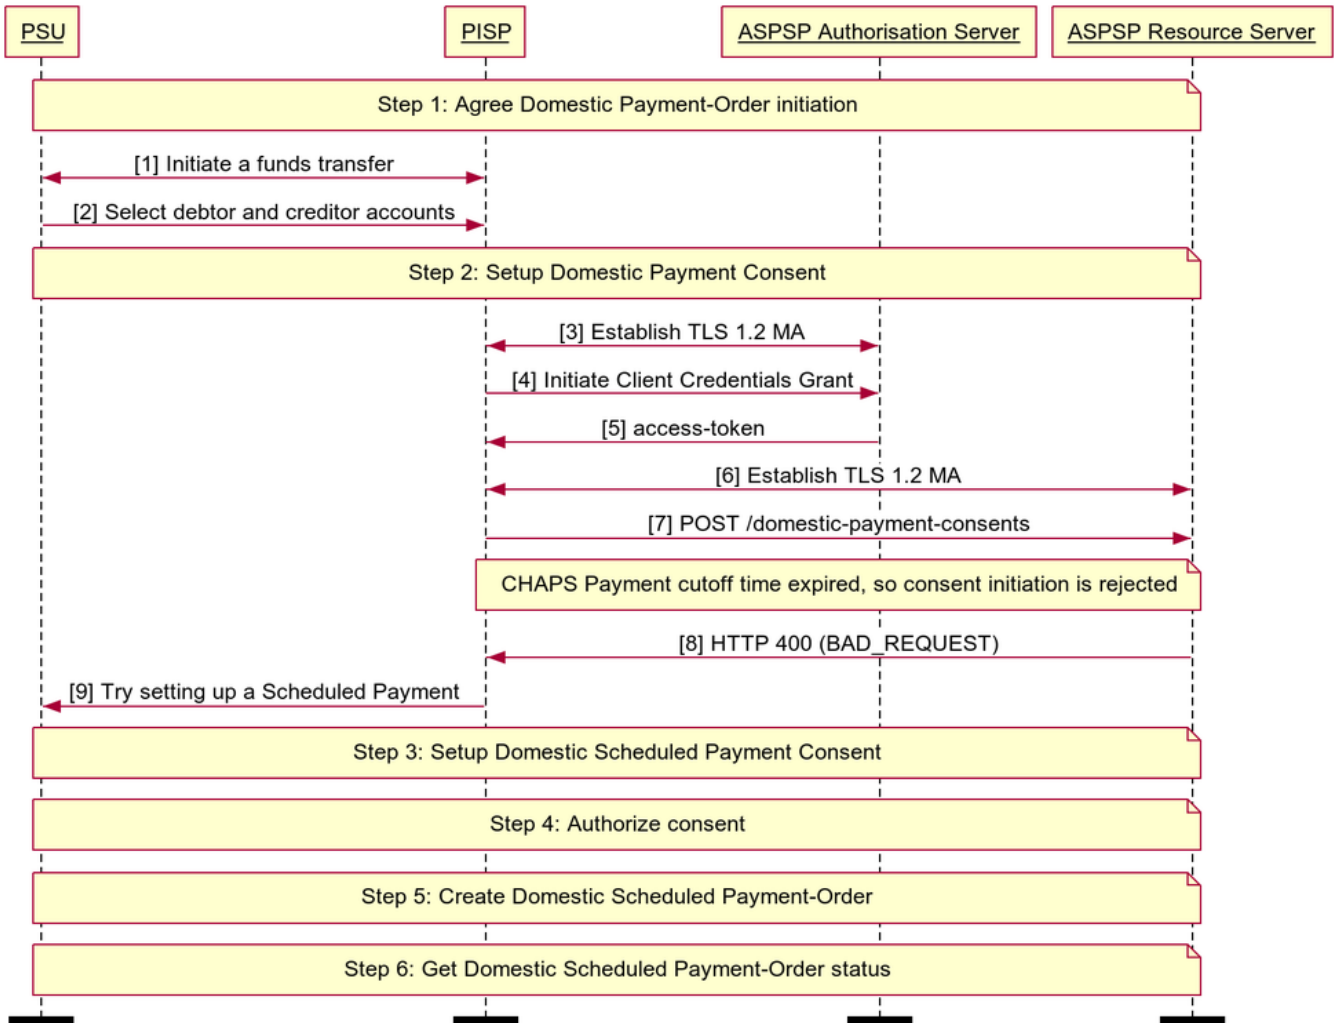 PSU
PISP
ASPSP Authorisation Server
ASPSP Resource Server
Step 1: Agree Domestic Payment-Order initiation
[1] Initiate a funds transfer
[2] Select debtor and creditor accounts
Step 2: Setup Domestic Payment Consent
[3] Establish TLS 1.2 MA
[4] Initiate Client Credentials Grant
[5] access-token
[6] Establish TLS 1.2 MA
[7] POST /domestic-payment-consents
CHAPS Payment cutoff time expired, so consent initiation is rejected
[8] HTTP 400 (BAD_REQUEST)
[9] Try setting up a Scheduled Payment
Step 3: Setup Domestic Scheduled Payment Consent
Step 4: Authorize consent
Step 5: Create Domestic Scheduled Payment-Order
Step 6: Get Domestic Scheduled Payment-Order status